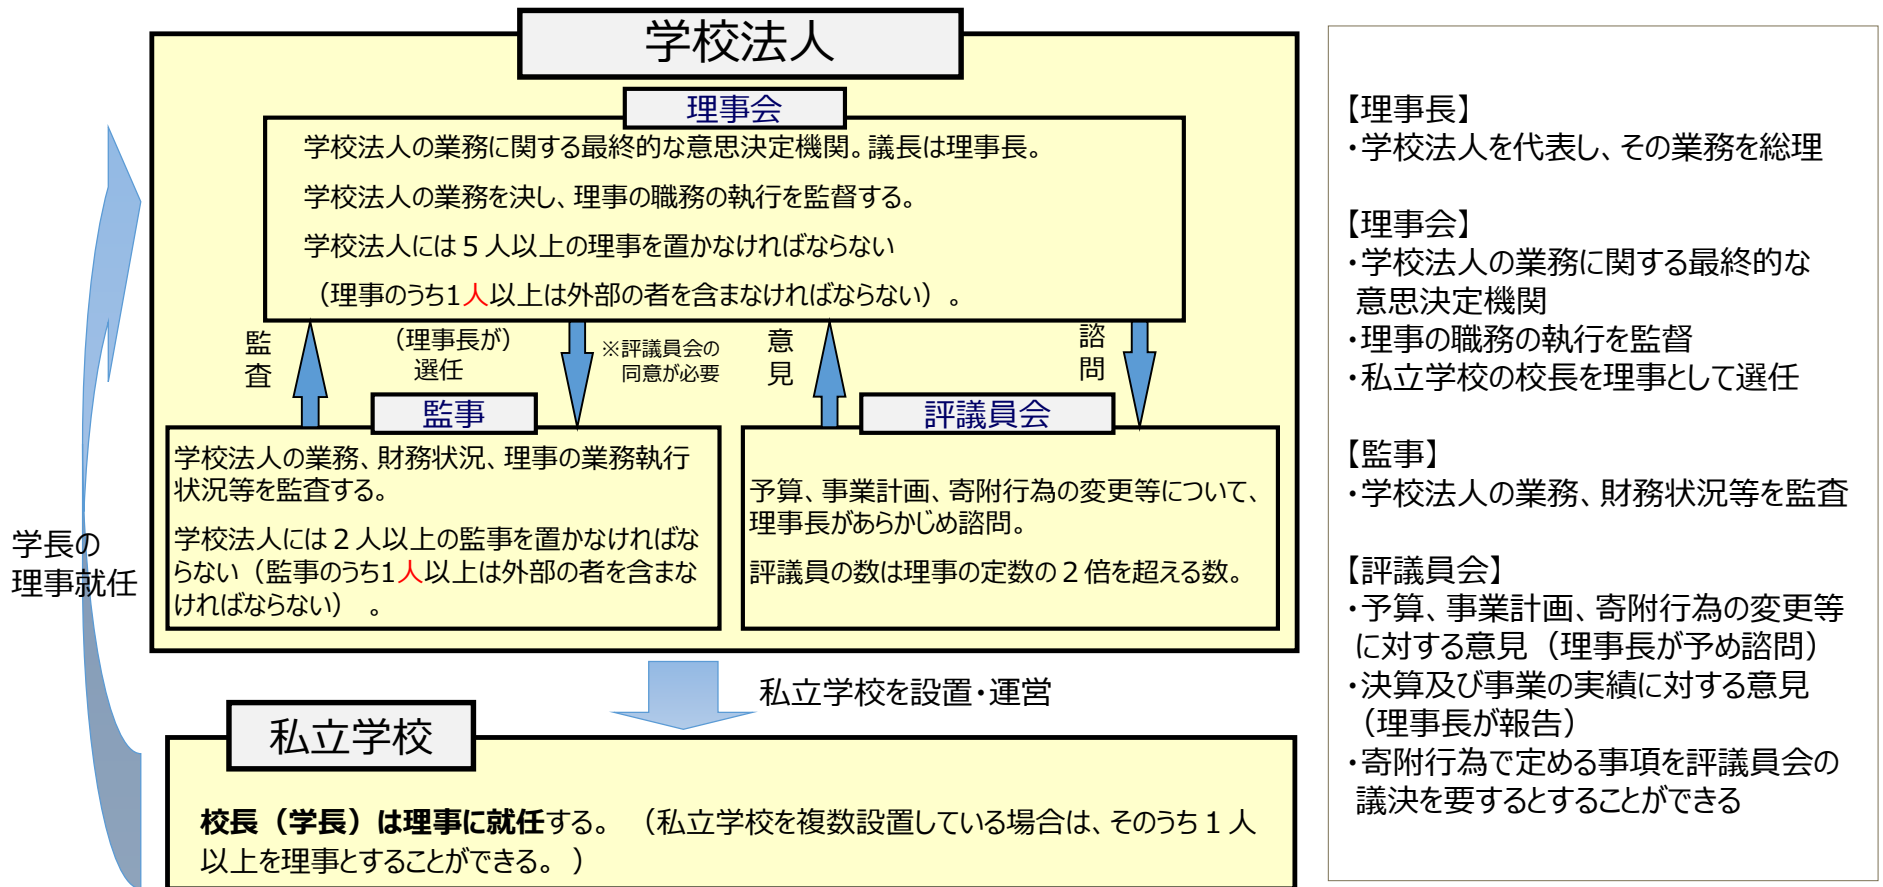 学校法人
理事会
学校法人の業務に関する最終的な意思決定機関。議長は理事長。
学校法人の業務を決し、理事の職務の執行を監督する。
学校法人には5人以上の理事を置かなければならない
（理事のうち1人以上は外部の者を含まなければならない）。
監査
（理事長が）
選任
※評議員会の
同意が必要
意見
諮問
監事
学校法人の業務、財務状況、理事の業務執行
状況等を監査する。
学校法人には2人以上の監事を置かなければな
らない（監事のうち1人以上は外部の者を含まな
ければならない） 。
評議員会
予算、事業計画、寄附行為の変更等について、
理事長があらかじめ諮問。
評議員の数は理事の定数の2倍を超える数。
学長の
理事就任
私立学校を設置・運営
私立学校
校長（学長）は理事に就任する。 （私立学校を複数設置している場合は、そのうち1人
以上を理事とすることができる。）
【理事長】
・学校法人を代表し、その業務を総理
【理事会】
・学校法人の業務に関する最終的な
意思決定機関
・理事の職務の執行を監督
・私立学校の校長を理事として選任
【監事】
・学校法人の業務、財務状況等を監査
【評議員会】
・予算、事業計画、寄附行為の変更等
に対する意見（理事長が予め諮問）
・決算及び事業の実績に対する意見
（理事長が報告）
・寄附行為で定める事項を評議員会の
議決を要するとすることができる